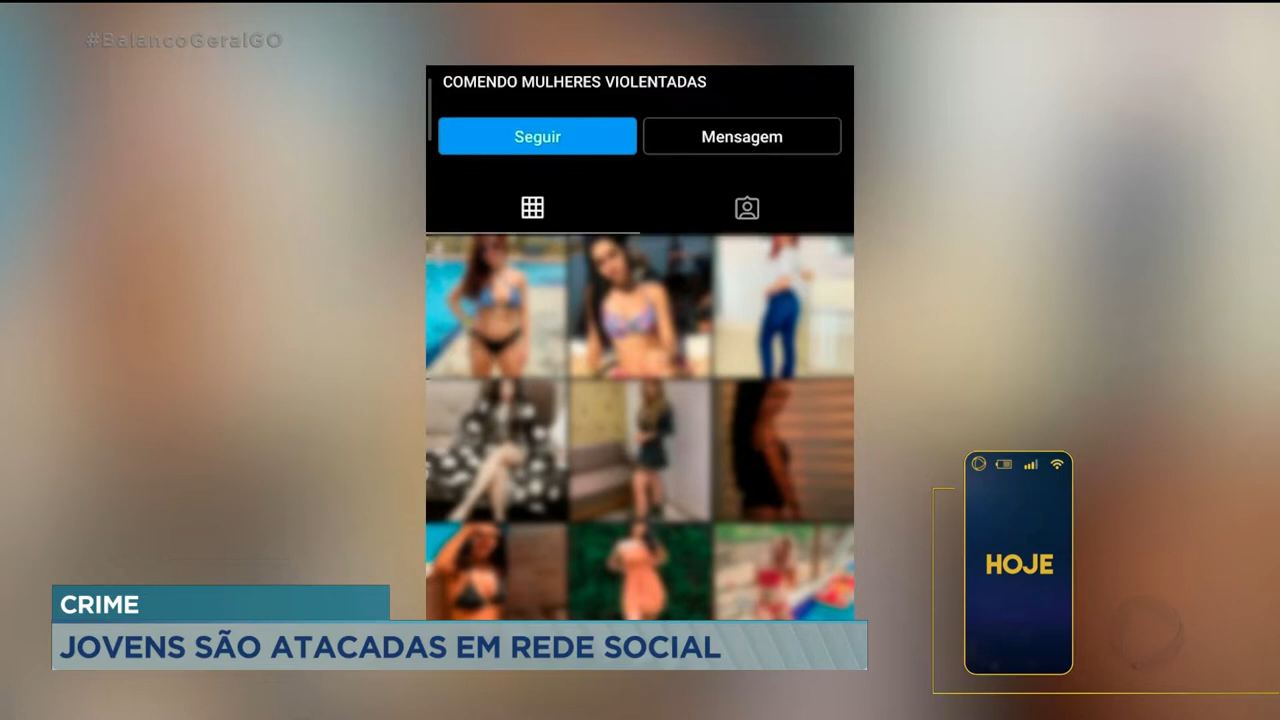 #BalancoGeralGO
COMENDO MULHERES VIOLENTADAS
Seguir
Mensagem
HOJE
CRIME
JOVENS SÃO ATACADAS EM REDE SOCIAL